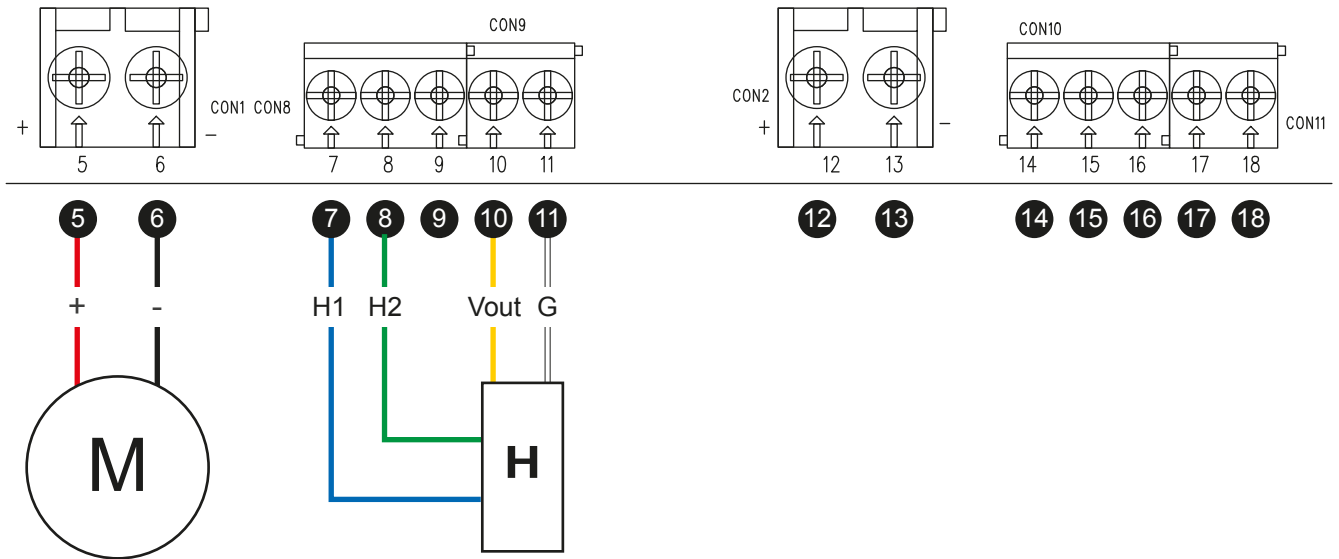 CON9
CON10
CON1 CON8
CON2
CON11
+ -
+ -
5 6 7 8 9 10 11 12 13 14 15 16 17 18
5 6 7 8 9 10 11 12 13 14 15 16 17 18
+ - H1 H2 Vout G
M H